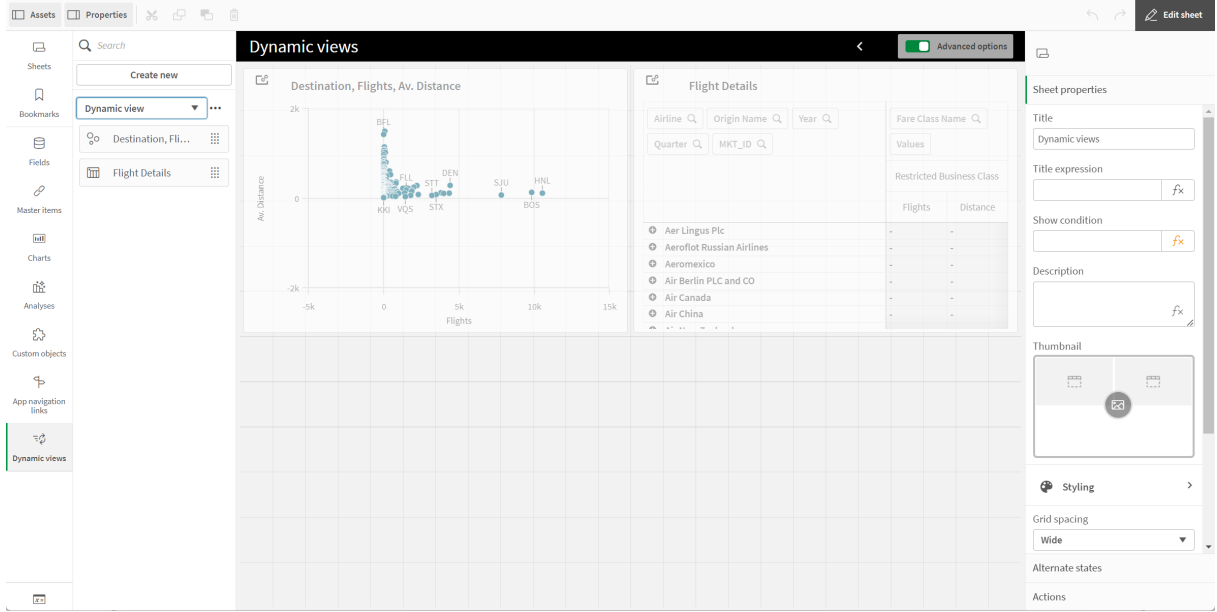 Assets
Properties
Edit sheet
Sheets
Bookmarks
Fields
Master items
Charts
Analyses
Custom objects
App navigation
links
Dynamic views
Search
Create new
Dynamic view
Destination, Fli...
Flight Details
Dynamic views
Advanced options
Destination, Flights, Av. Distance
Av. Distance
2k
0
-2k
BFL
FLL
STT
DEN
SJU
HNL
KKI
VQS
STX
BOS
-5k
0
5k
10k
15k
Flights
Flight Details
Airline
Origin Name
Year
Quarter
MKT_ID
Fare Class Name
Values
Restricted Business Class
Flights
Distance
Aer Lingus Plc - -
Aeroflot Russian Airlines - -
Aeromexico - -
Air Berlin PLC and CO - -
Air Canada - -
Air China - -
Sheet properties
Title
Dynamic views
Title expression
fx
Show condition
fx
Description
fx
Thumbnail
Styling
Grid spacing
Wide
Alternate states
Actions